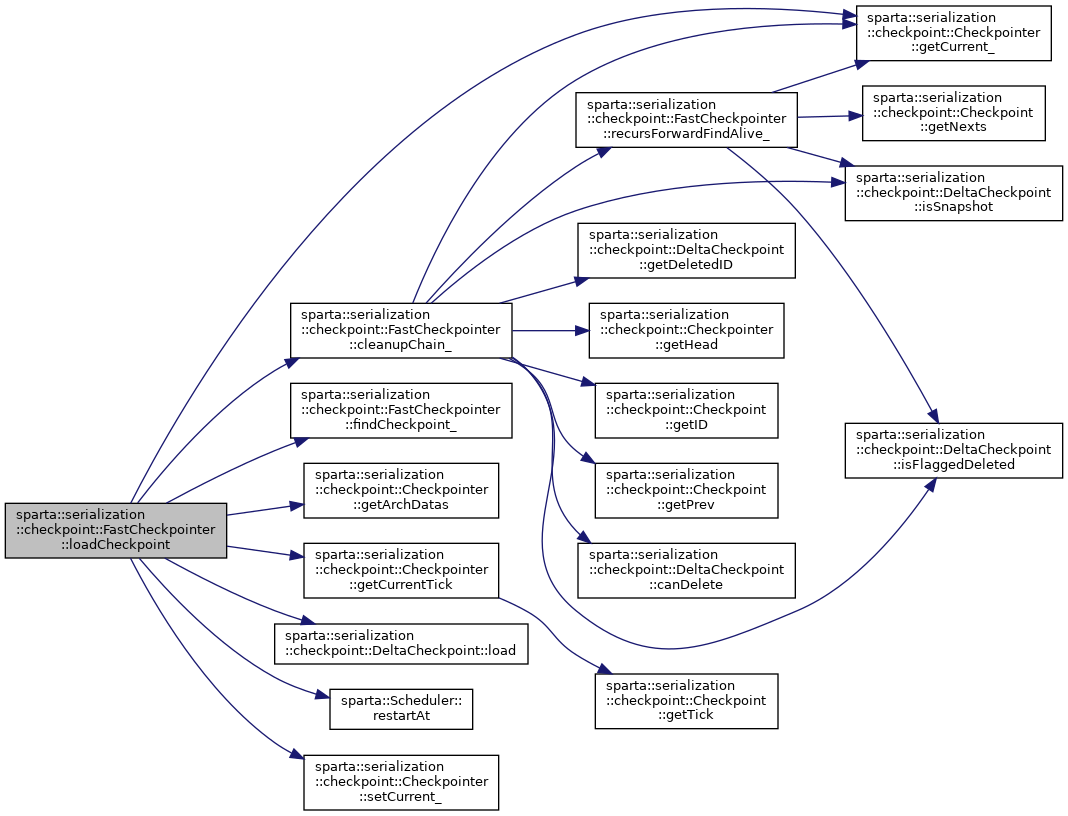 sparta::serialization
::checkpoint::Checkpointer
::getCurrent_
sparta::serialization
::checkpoint::FastCheckpointer
::recursForwardFindAlive_
sparta::serialization
::checkpoint::Checkpoint
::getNexts
sparta::serialization
::checkpoint::DeltaCheckpoint
::isSnapshot
sparta::serialization
::checkpoint::DeltaCheckpoint
::getDeletedID
sparta::serialization
::checkpoint::FastCheckpointer
::cleanupChain_
sparta::serialization
::checkpoint::Checkpointer
::getHead
sparta::serialization
::checkpoint::FastCheckpointer
::findCheckpoint_
sparta::serialization
::checkpoint::Checkpoint
::getID
sparta::serialization
::checkpoint::DeltaCheckpoint
::isFlaggedDeleted
sparta::serialization
::checkpoint::Checkpointer
::getArchDatas
sparta::serialization
::checkpoint::Checkpoint
::getPrev
sparta::serialization
::checkpoint::FastCheckpointer
::loadCheckpoint
sparta::serialization
::checkpoint::Checkpointer
::getCurrentTick
sparta::serialization
::checkpoint::DeltaCheckpoint
::canDelete
sparta::serialization
::checkpoint::DeltaCheckpoint::load
sparta::serialization
::checkpoint::Checkpoint
::getTick
sparta::Scheduler::
restartAt
sparta::serialization
::checkpoint::Checkpointer
::setCurrent_